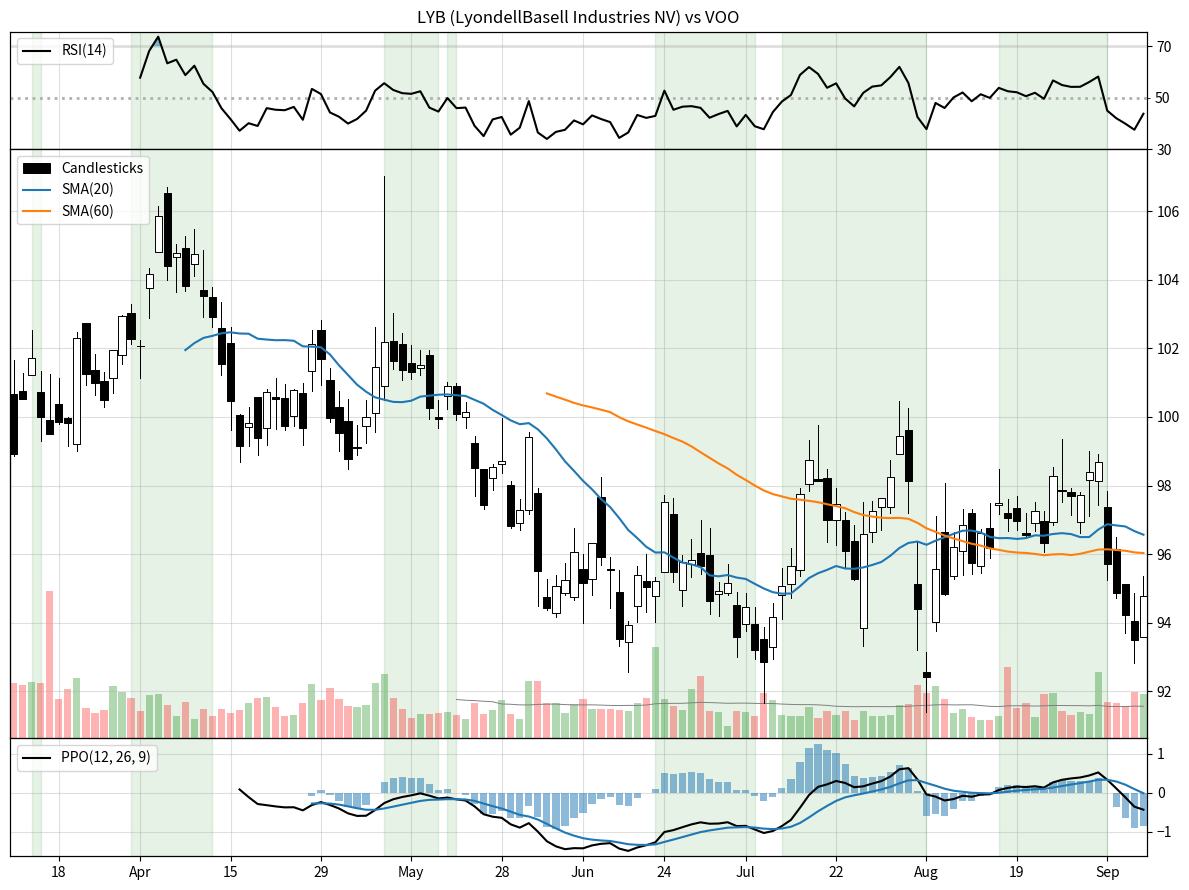 LYB (LyondellBasell Industries NV) vs VOO
RSI(14)
70
50
30
Candlesticks
SMA(20)
SMA(60)
106
104
102
100
98
96
94
92
PPO(12, 26, 9)
1
0
−1
18 Apr 15 29 May 28 Jun 24 Jul 22 Aug 19 Sep